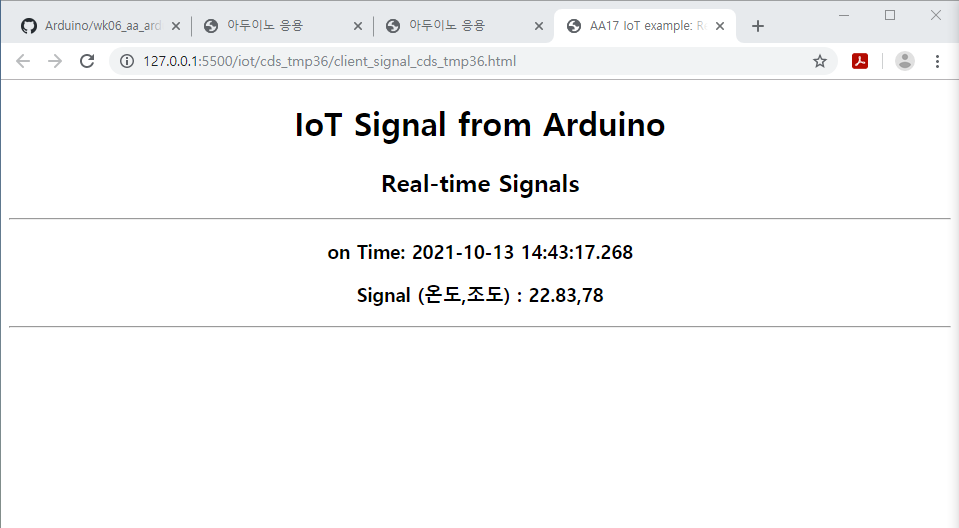 Arduino/wk06_aa_ard
아두이노 응용
아두이노 응용
AA17 IoT example: Re
127.0.0.1:5500/iot/cds_tmp36/client_signal_cds_tmp36.html
IoT Signal from Arduino
Real-time Signals
on Time: 2021-10-13 14:43:17.268
Signal (온도,조도) : 22.83,78